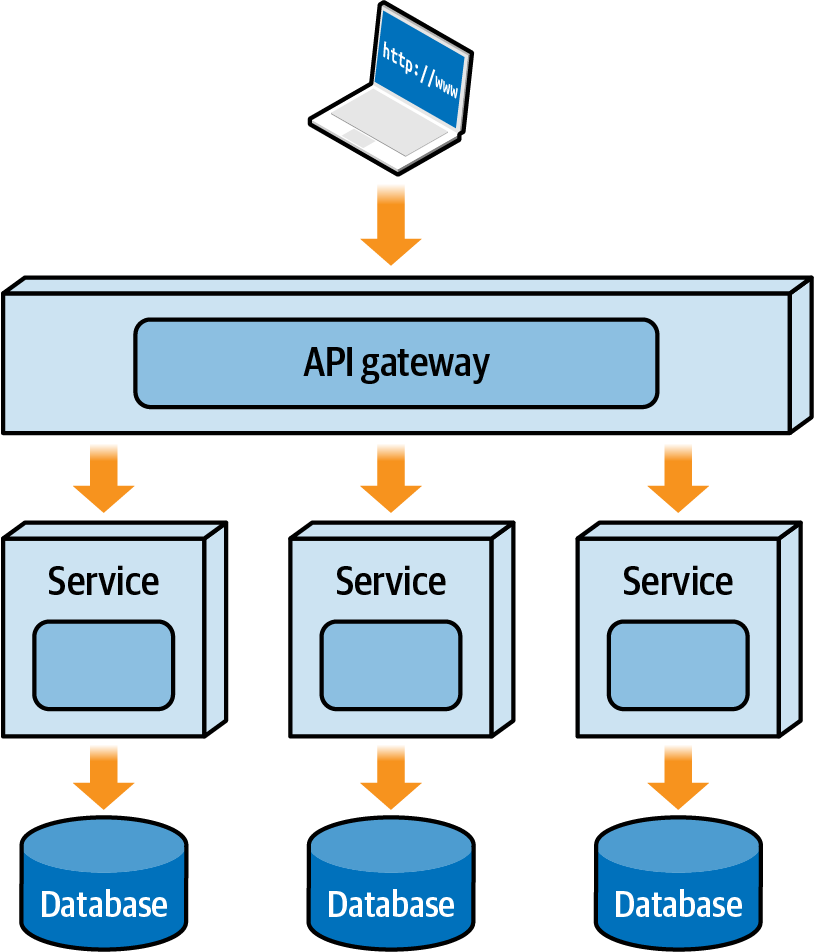 http://www
API gateway
Service
Service
Service
Database
Database
Database